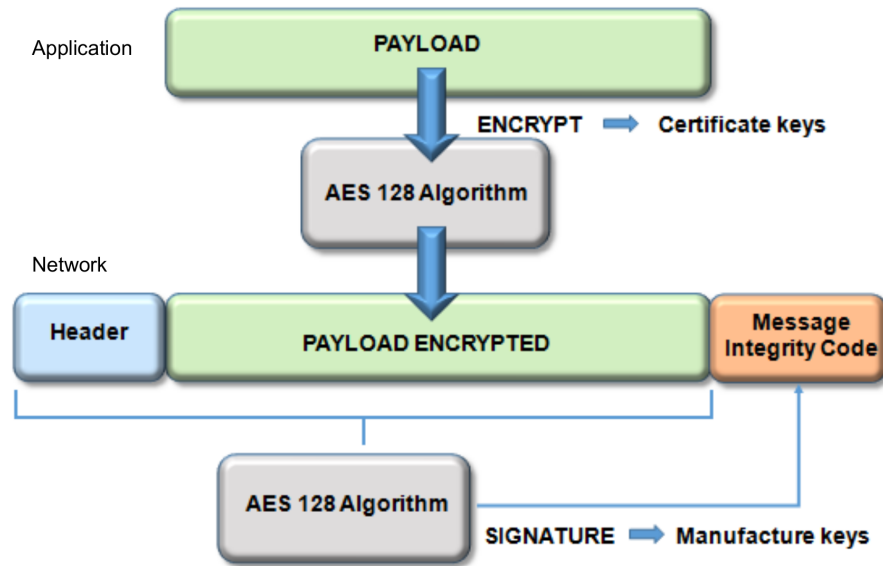 Application
PAYLOAD
ENCRYPT Certificate keys
AES 128 Algorithm
Network
Header
PAYLOAD ENCRYPTED
Message
Integrity Code
AES 128 Algorithm
SIGNATURE Manufacture keys